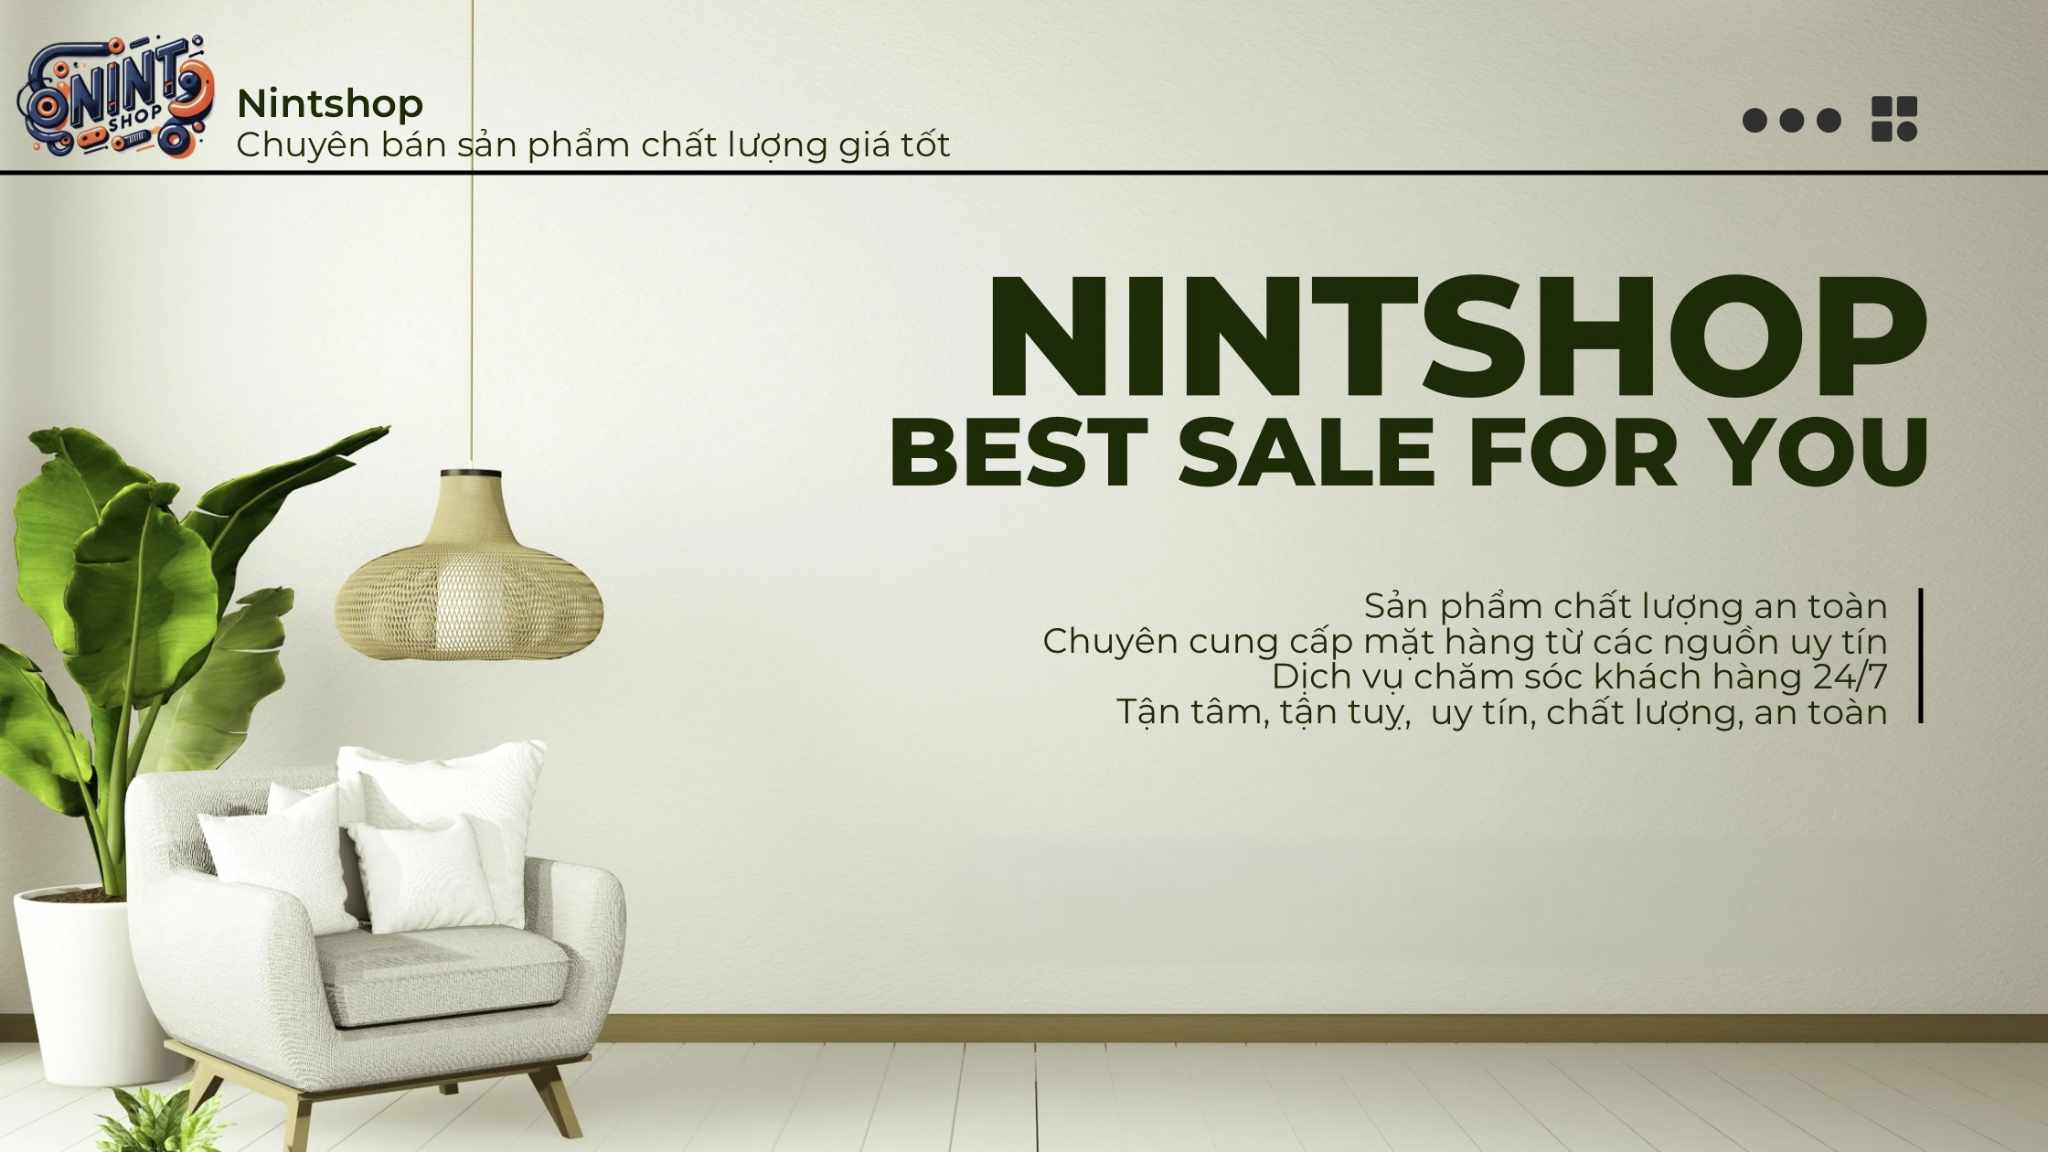 NINT
SHOP
Nintshop
Chuyên bán sản phẩm chất lượng giá tốt
NINTSHOP
BEST SALE FOR YOU
Sản phẩm chất lượng an toàn
Chuyên cung cấp mặt hàng từ các nguồn uy tín
Dịch vụ chăm sóc khách hàng 24/7
Tận tâm, tận tuỵ,  uy tín, chất lượng, an toàn